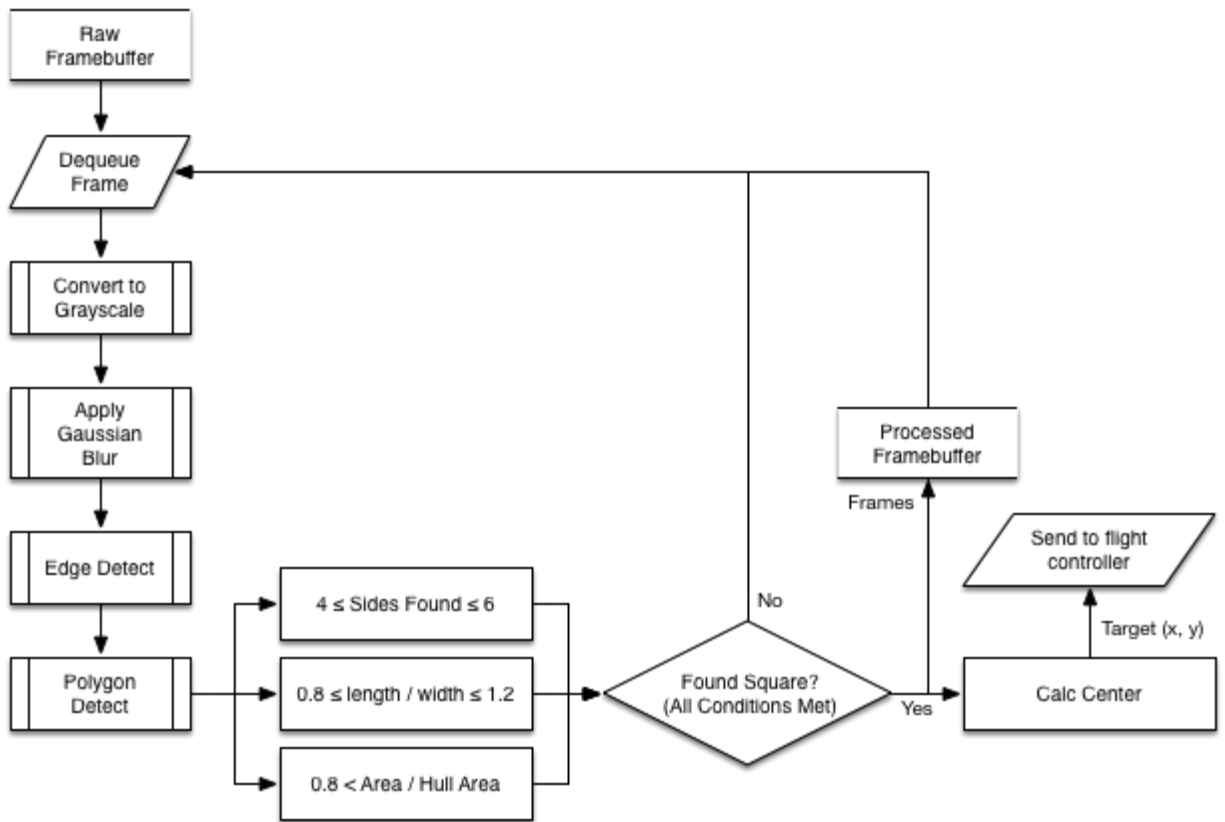 Raw
Framebuffer
Dequeue
Frame
Convert to
Grayscale
Apply
Gaussian
Blur
Edge Detect
Polygon
Detect
4 ≤ Sides Found ≤ 6
0.8 ≤ length / width ≤ 1.2
0.8 < Area / Hull Area
Found Square?
(All Conditions Met)
No
Yes
Processed
Framebuffer
Frames
Send to flight
controller
Target (x, y)
Calc Center